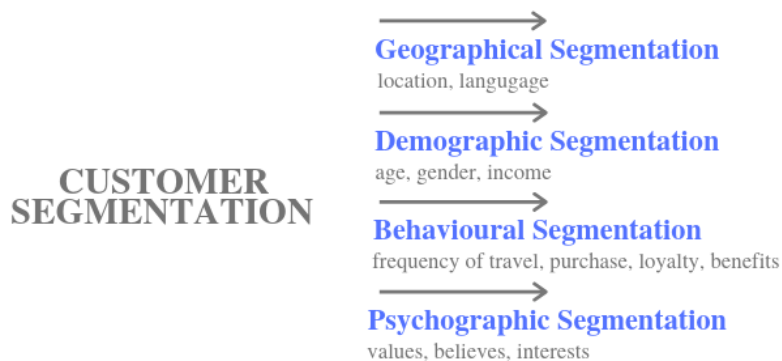 CUSTOMER
SEGMENTATION
Geographical Segmentation
location, langugage
Demographic Segmentation
age, gender, income
Behavioural Segmentation
frequency of travel, purchase, loyalty, benefits
Psychographic Segmentation
values, believes, interests